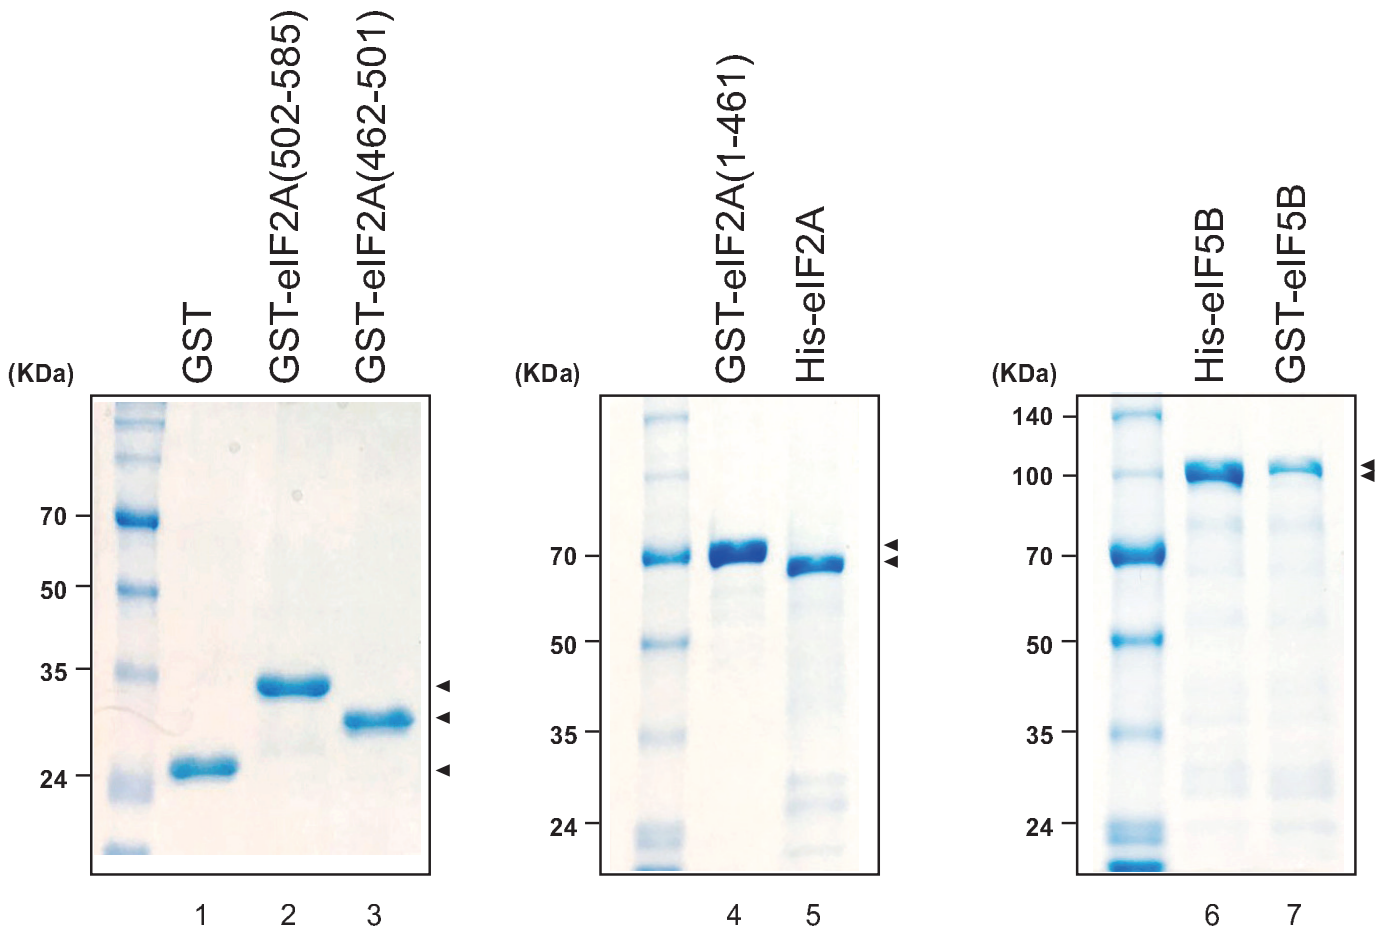 (KDa)
GST
GST-eIF2A(502-585)
GST-eIF2A(462-501)
70
50
35
24
1 2 3
(KDa)
GST-eIF2A(1-461)
His-eIF2A
70
50
35
24
4 5
(KDa)
His-eIF5B
GST-eIF5B
140
100
70
50
35
24
6 7